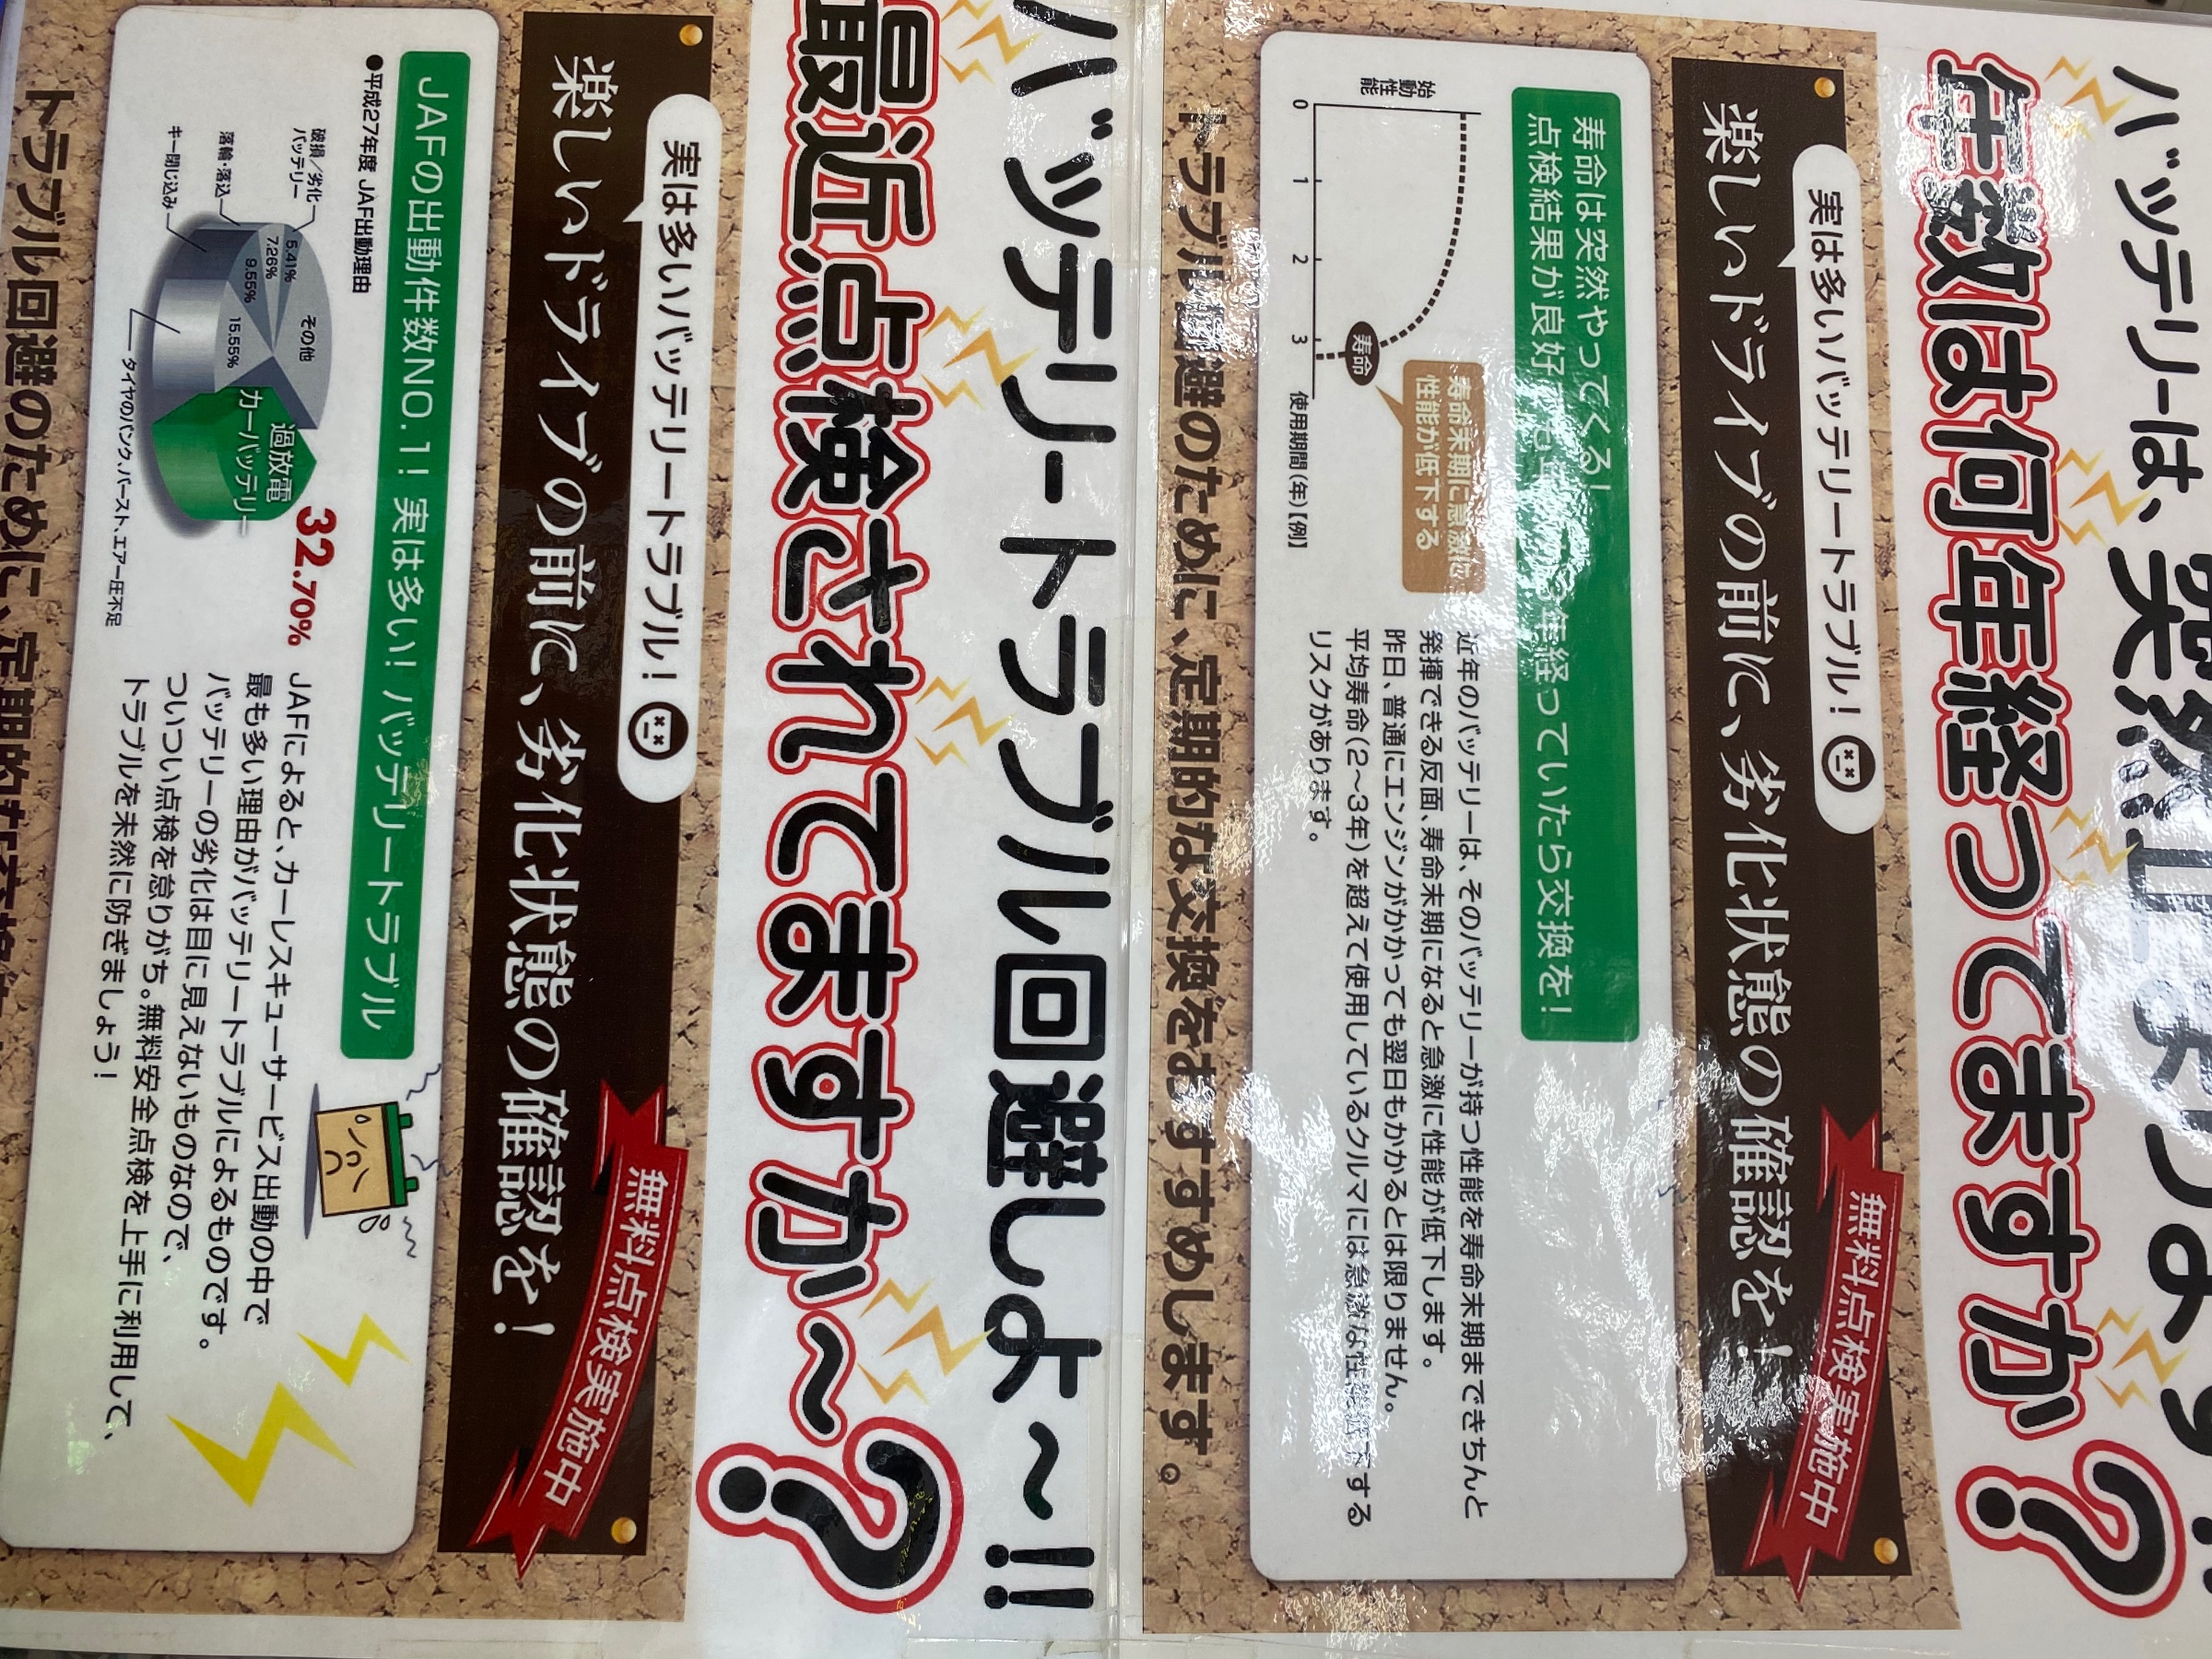 バッテリーは、突然止まります!!
年数は何年経ってますか?
実は多いバッテリートラブル!
楽しいドライブの前に、劣化状態の確認を!
無料点検実施中
寿命は突然やってくる!
点検結果が良好でも 年経っていたら交換を!
始動性能
寿命末期に急激に
性能が低下する
寿命
0 1 2 3 使用期間(年)【例】
近年のバッテリーは、そのバッテリーが持つ性能を寿命末期まできちんと
発揮できる反面、寿命末期になると急激に性能が低下します。
昨日、普通にエンジンがかかっても翌日もかかるとは限りません。
平均寿命(2〜3年)を超えて使用しているクルマには急激な性能低下する
リスクがあります。
トラブル回避のために、定期的な交換をおすすめします。
バッテリートラブル回避しよ〜!!
最近点検されてますか〜?
実は多いバッテリートラブル!
楽しいドライブの前に、劣化状態の確認を!
無料点検実施中
JAFの出動件数NO.1! 実は多い! バッテリートラブル
●平成27年度 JAF出動理由
破損/劣化
バッテリー
落輪・落込
キー閉じ込み
5.41%
7.26%
9.55%
15.55%
その他
過放電
カーバッテリー
32.70%
タイヤのパンク、バースト、エアー圧不足
JAFによると、カーレスキューサービス出動の中で
最も多い理由がバッテリートラブルによるものです。
バッテリーの劣化は目に見えないものなので、
ついつい点検を怠りがち。無料安全点検を上手に利用して、
トラブルを未然に防ぎましょう!
トラブル回避のために、定期的な交換を